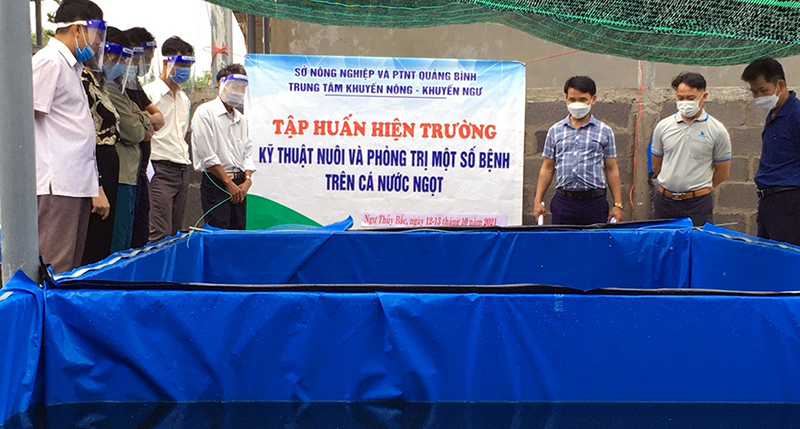 SỞ NÔNG NGHIỆP VÀ PTNT QUẢNG BÌNH
TRUNG TÂM KHUYẾN NÔNG - KHUYẾN NGƯ
TẬP HUẤN HIỆN TRƯỜNG
KỸ THUẬT NUÔI VÀ PHÒNG TRỊ MỘT SỐ BỆNH
TRÊN CÁ NƯỚC NGỌT
Ngư Thủy Bắc, ngày 12-13 tháng 10 năm 2021